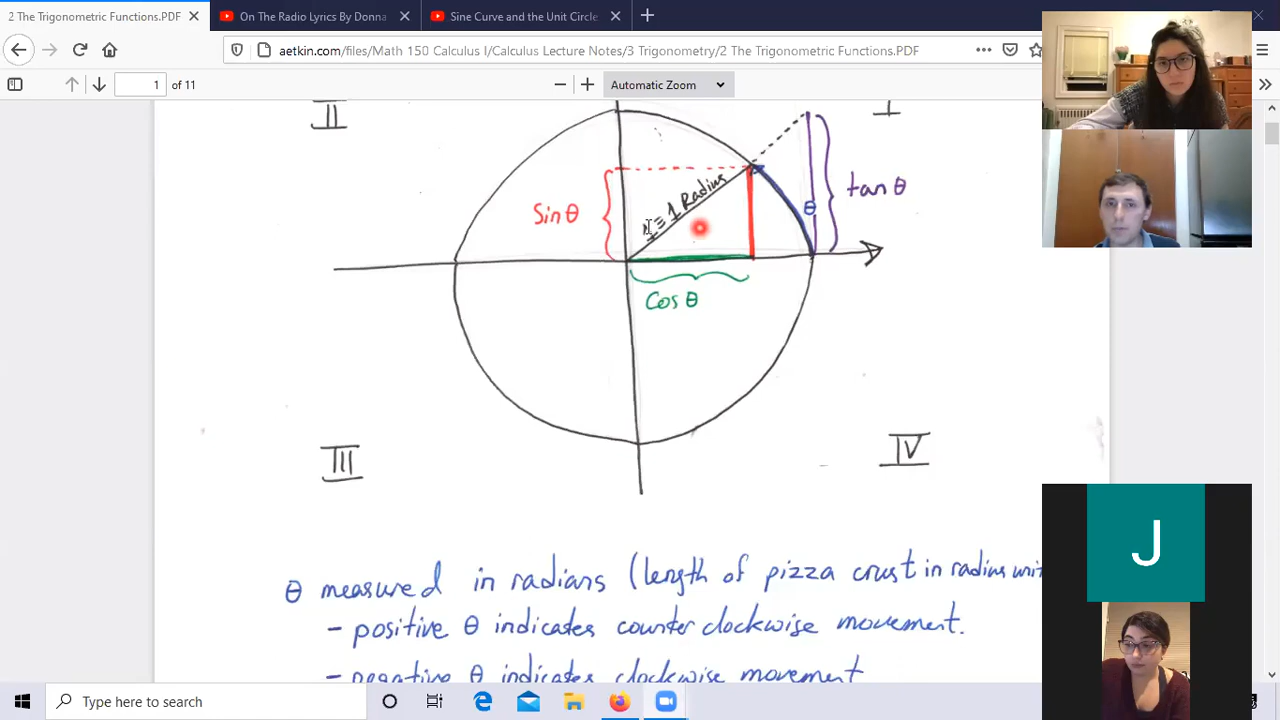 2 The Trigonometric Functions.P
On The Radio Lyrics By Donna
Sine Curve and the Unit Circle
aetkin.com/files/Math 150 Calculus I/Calculus Lecture Notes/3 Trigonometry/2 The Trigonometric Functions.PDF
1 of 11
Automatic Zoom
II
I
tan θ
Sin θ
1 Radius
θ
Cos θ
III
IV
θ measured in radians (length of pizza crust in radius unit
- positive θ indicates counter clockwise movement.
- negative θ indicates clockwise movement
J
Type here to search